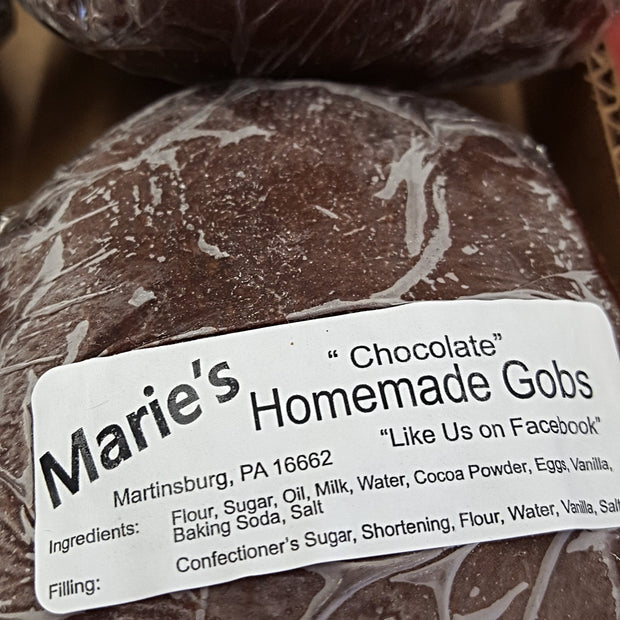 Marie's
“ Chocolate”
Homemade Gobs
“Like Us on Facebook”
Martinsburg, PA 16662
Ingredients: Flour, Sugar, Oil, Milk, Water, Cocoa Powder, Eggs, Vanilla,
Baking Soda, Salt
Filling: Confectioner's Sugar, Shortening, Flour, Water, Vanilla, Salt